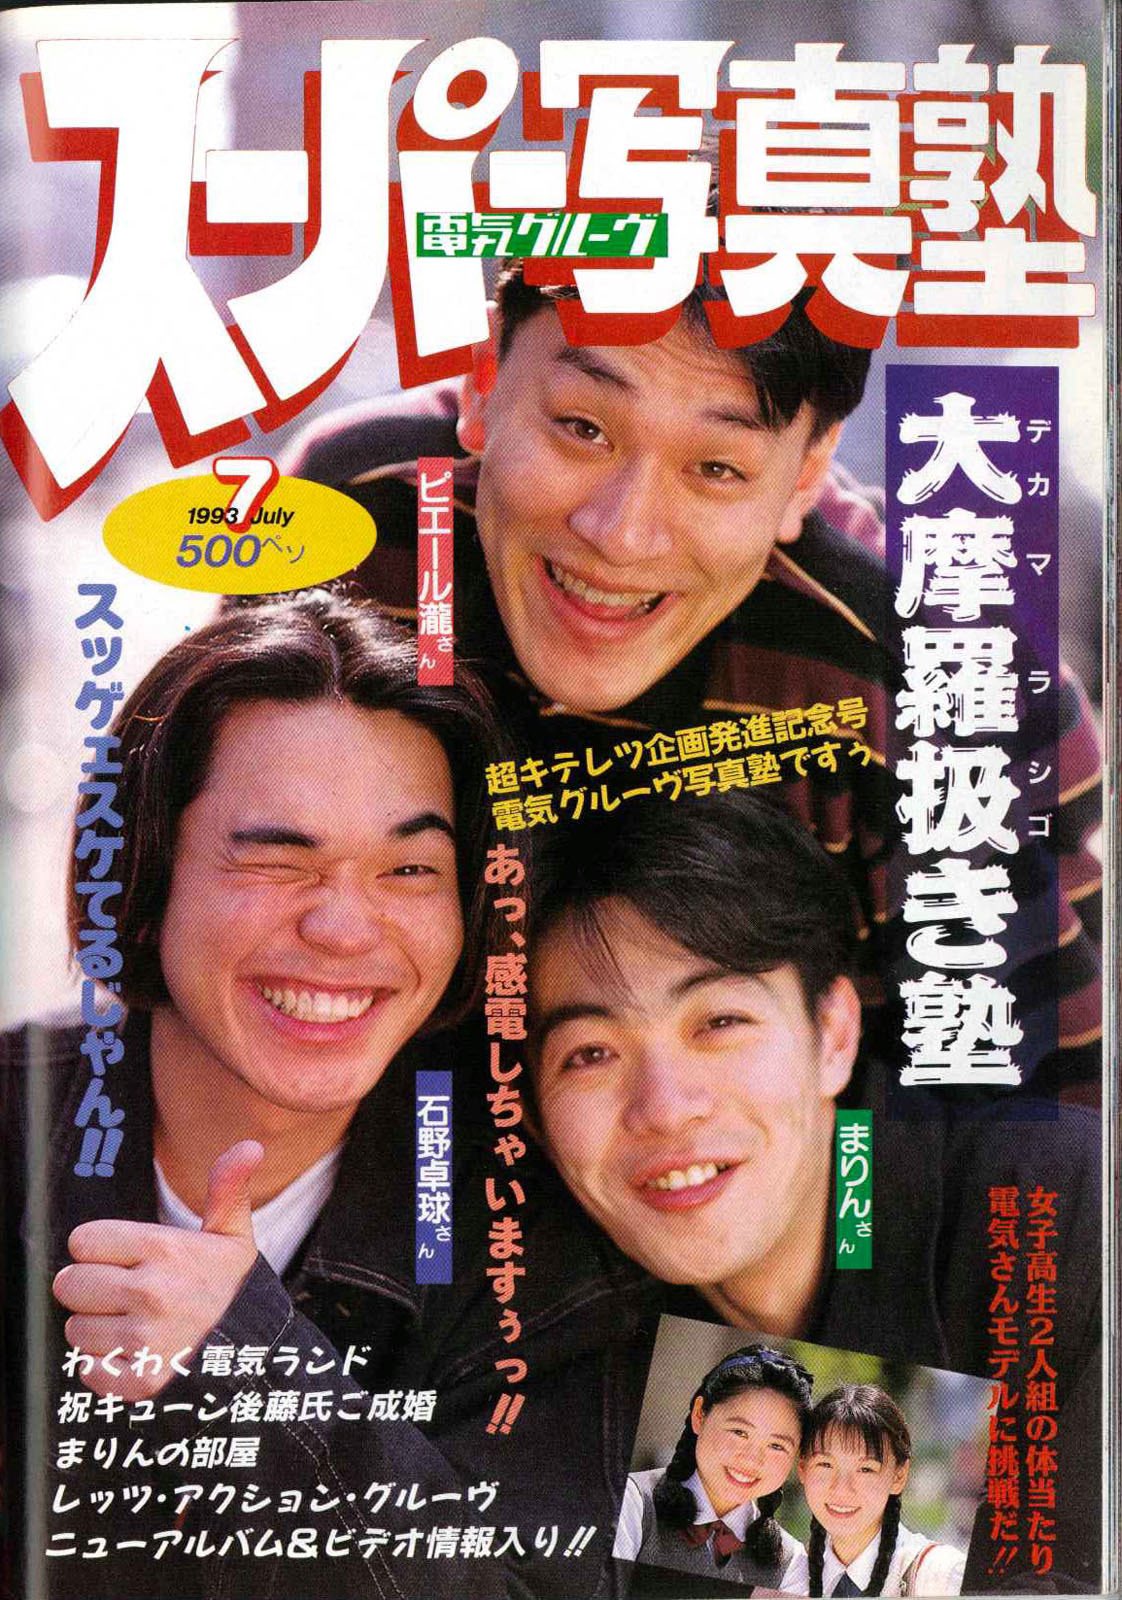 スーパー写真塾
電気グルーヴ
7
1993 July
500ペソ
大摩羅扱き塾
デカマラシゴ
ピエール瀧さん
超キテレツ企画発進記念号
電気グルーヴ写真塾ですぅ
スッゲェスケてるじゃん!!
あっ、感電しちゃいますぅっ!!
石野卓球さん
まりんさん
女子高生2人組の体当たり
電気さんモデルに挑戦だ!!
わくわく電気ランド
祝キューン後藤氏ご成婚
まりんの部屋
レッツ・アクション・グルーヴ
ニューアルバム&ビデオ情報入り!!